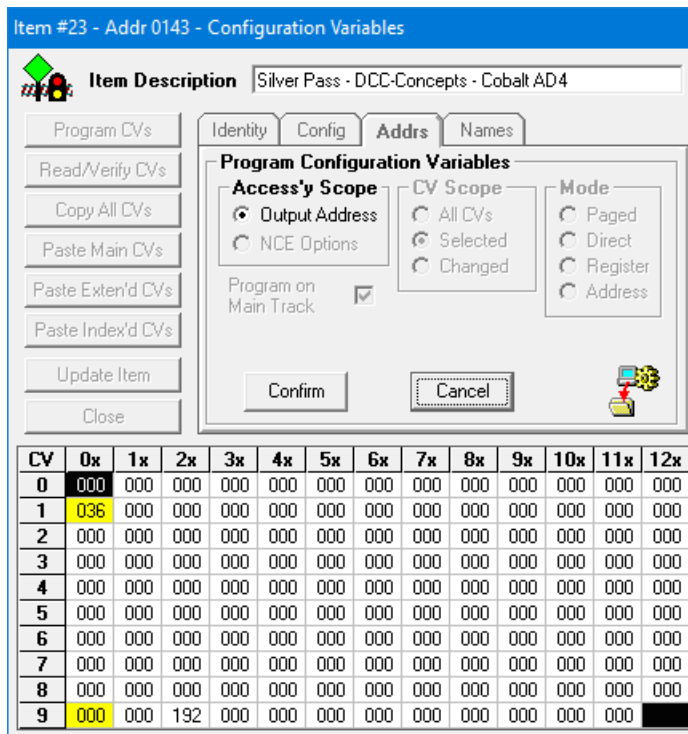 Item #23 - Addr 0143 - Configuration Variables
Item Description Silver Pass - DCC-Concepts - Cobalt AD4
Program CVs
Read/Verify CVs
Copy All CVs
Paste Main CVs
Paste Exten'd CVs
Paste Index'd CVs
Update Item
Close
Identity Config Addrs Names
Program Configuration Variables
Access'y Scope
Output Address
NCE Options
CV Scope
All CVs
Selected
Changed
Mode
Paged
Direct
Register
Address
Program on
Main Track
Confirm Cancel
CV 0x 1x 2x 3x 4x 5x 6x 7x 8x 9x 10x 11x 12x
0 000 000 000 000 000 000 000 000 000 000 000 000 000
1 036 000 000 000 000 000 000 000 000 000 000 000 000
2 000 000 000 000 000 000 000 000 000 000 000 000 000
3 000 000 000 000 000 000 000 000 000 000 000 000 000
4 000 000 000 000 000 000 000 000 000 000 000 000 000
5 000 000 000 000 000 000 000 000 000 000 000 000 000
6 000 000 000 000 000 000 000 000 000 000 000 000 000
7 000 000 000 000 000 000 000 000 000 000 000 000 000
8 000 000 000 000 000 000 000 000 000 000 000 000 000
9 000 000 192 000 000 000 000 000 000 000 000 000